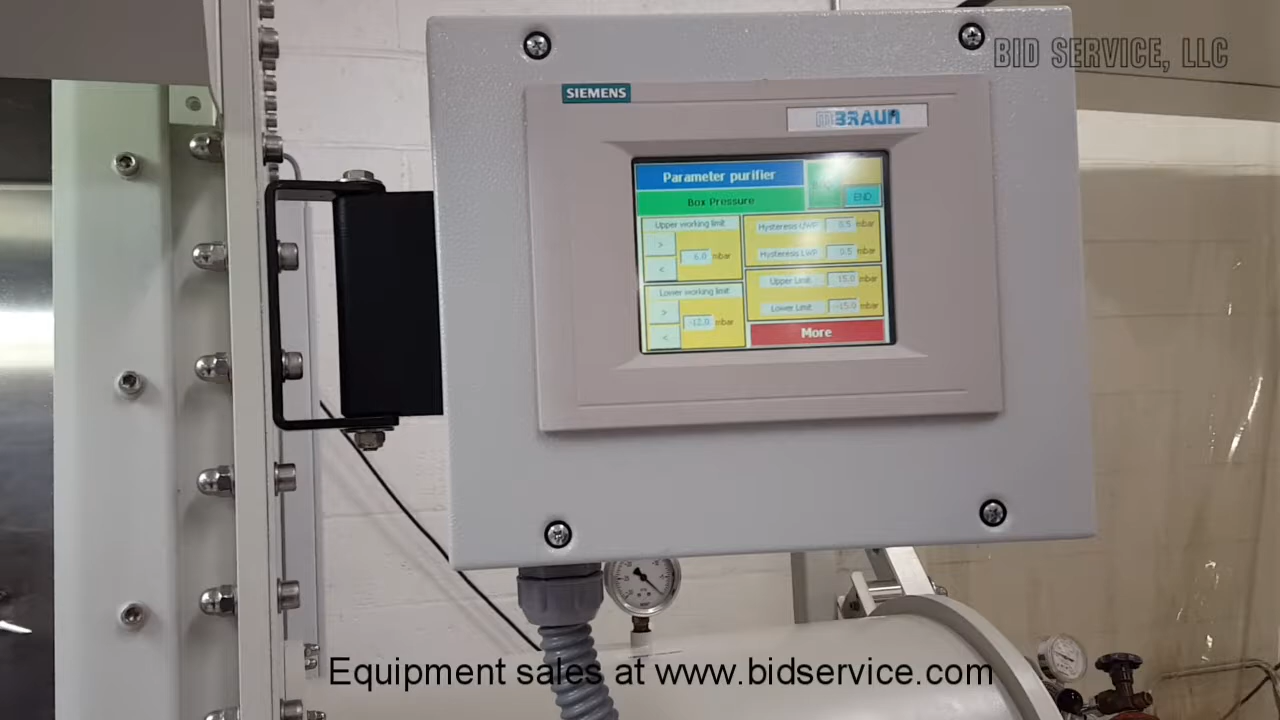 BID SERVICE, LLC
SIEMENS
mBRAUN
Parameter purifier
Box Pressure
END
Upper working limit
>
6.0 mbar
<
Hysteresis UWP 0.5 mbar
Hysteresis LWP 0.5 mbar
Lower working limit
>
-12.0 mbar
<
Upper Limit 15.0 mbar
Lower Limit -15.0 mbar
More
Equipment sales at www.bidservice.com